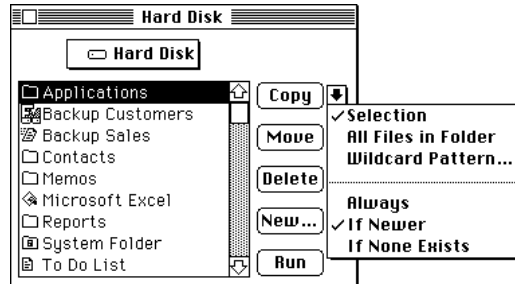 Hard Disk
Hard Disk
Applications
Backup Customers
Backup Sales
Contacts
Memos
Microsoft Excel
Reports
System Folder
To Do List
Copy
Move
Delete
New...
Run
✓Selection
All Files in Folder
Wildcard Pattern...
Always
✓If Newer
If None Exists